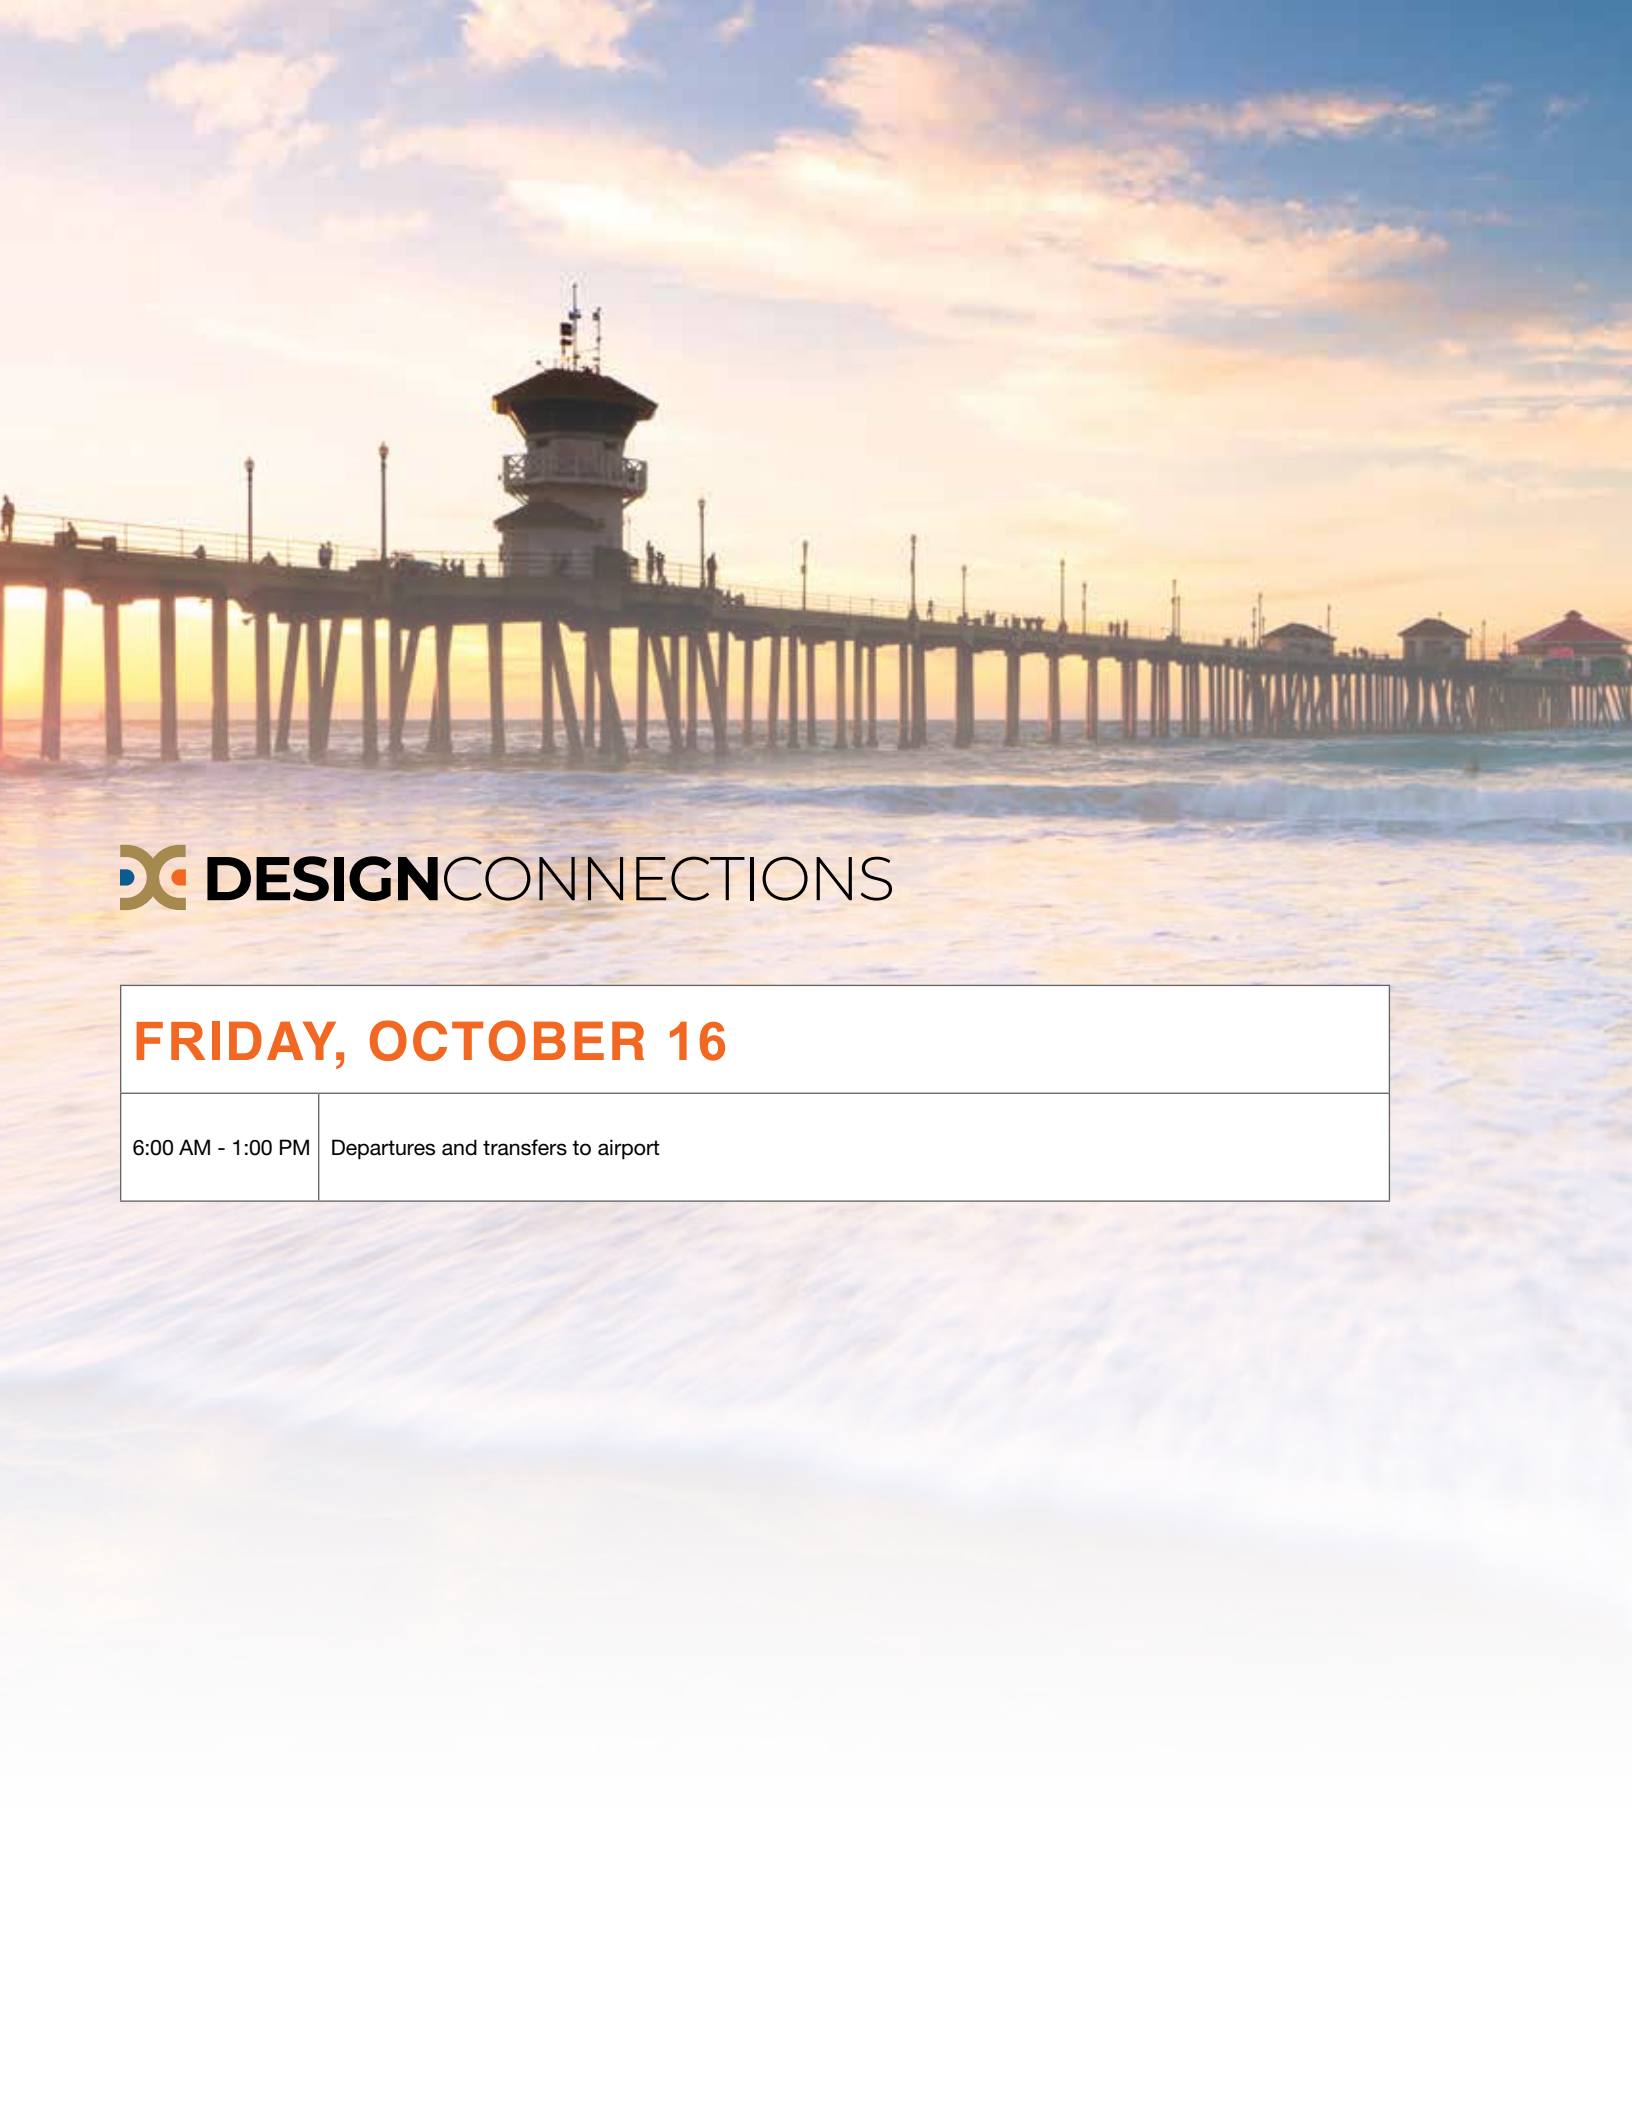 DESIGNCONNECTIONS
FRIDAY, OCTOBER 16
6:00 AM - 1:00 PM Departures and transfers to airport